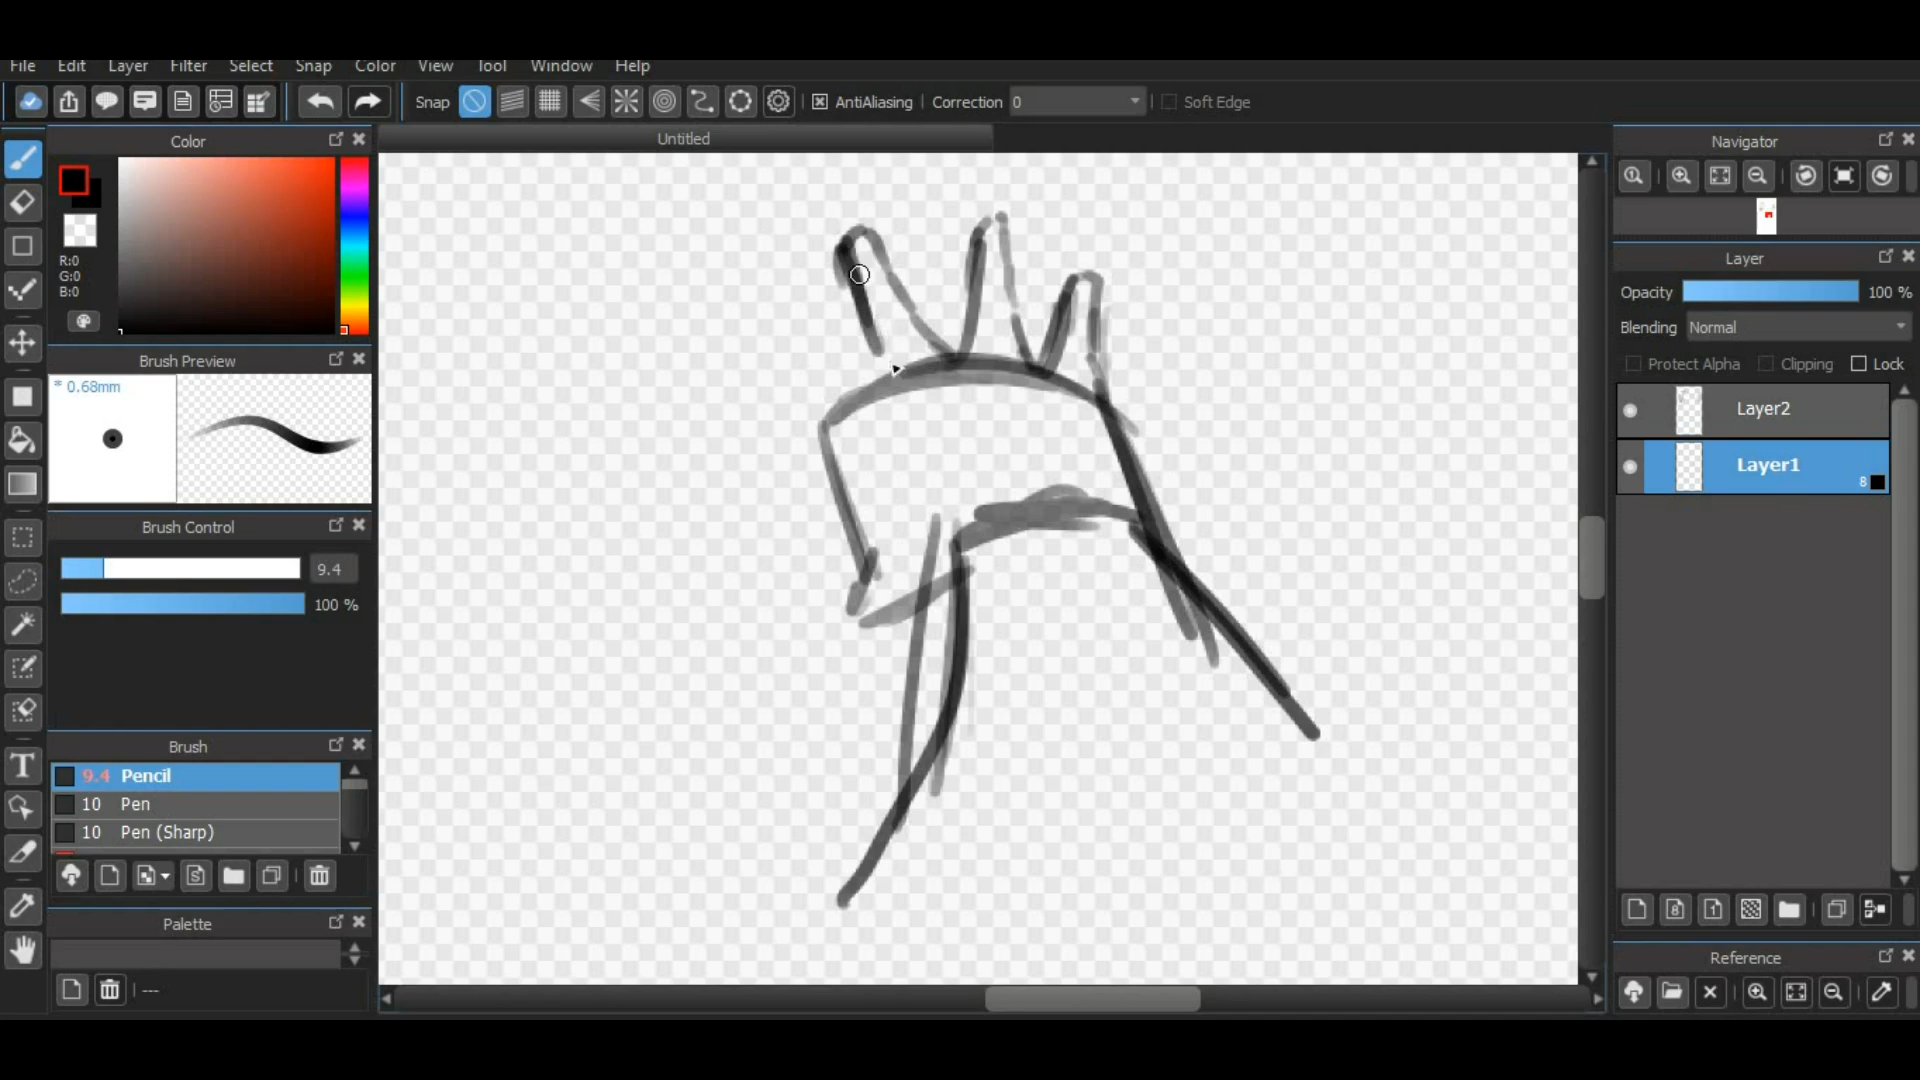 File Edit Layer Filter Select Snap Color View Tool Window Help
Snap AntiAliasing Correction 0 Soft Edge
Color
Untitled
Navigator
R:0
G:0
B:0
Layer
Opacity 100 %
Blending Normal
Protect Alpha Clipping Lock
Brush Preview
* 0.68mm
Layer2
Layer1
8
Brush Control
9.4
100 %
Brush
9.4 Pencil
10 Pen
10 Pen (Sharp)
Palette
---
Reference